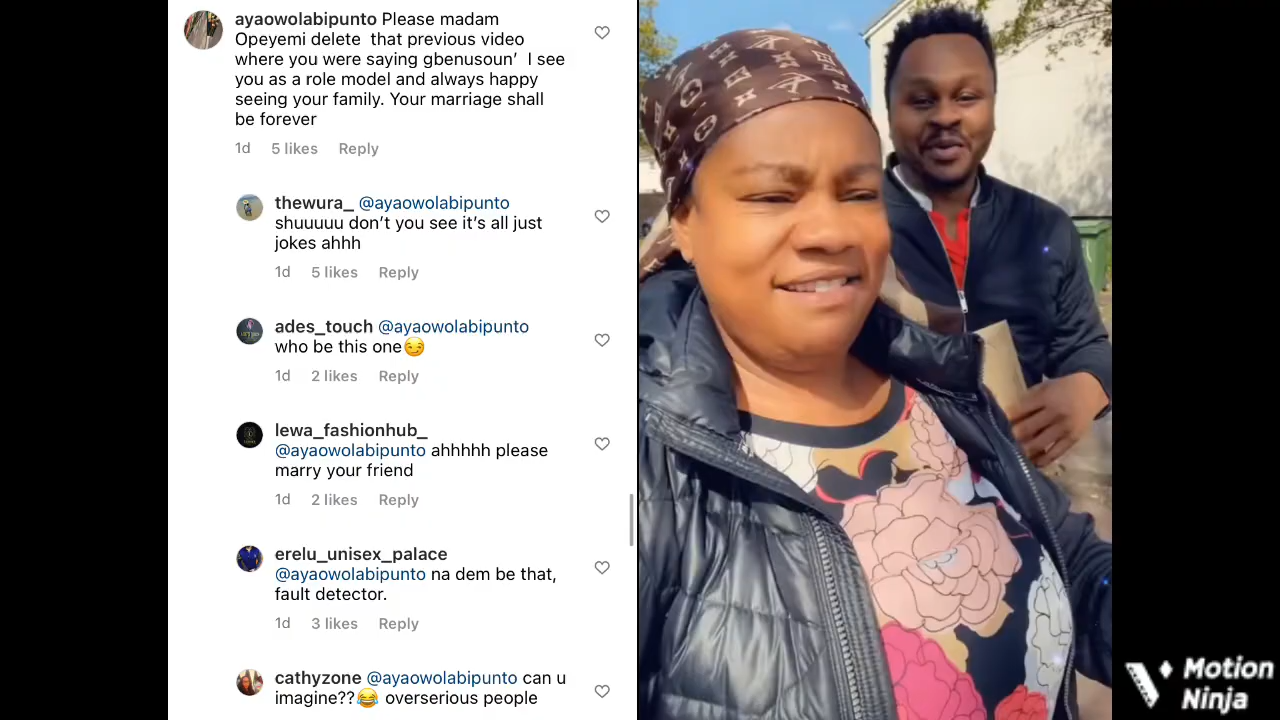 ayaowolabipunto Please madam
Opeyemi delete that previous video
where you were saying gbenusoun’ I see
you as a role model and always happy
seeing your family. Your marriage shall
be forever
1d 5 likes Reply
thewura_ @ayaowolabipunto
shuuuuu don’t you see it’s all just
jokes ahhh
1d 5 likes Reply
ades_touch @ayaowolabipunto
who be this one😏
1d 2 likes Reply
lewa_fashionhub_
@ayaowolabipunto ahhhhh please
marry your friend
1d 2 likes Reply
erelu_unisex_palace
@ayaowolabipunto na dem be that,
fault detector.
1d 3 likes Reply
cathyzone @ayaowolabipunto can u
imagine??😂 overserious people
Motion
Ninja